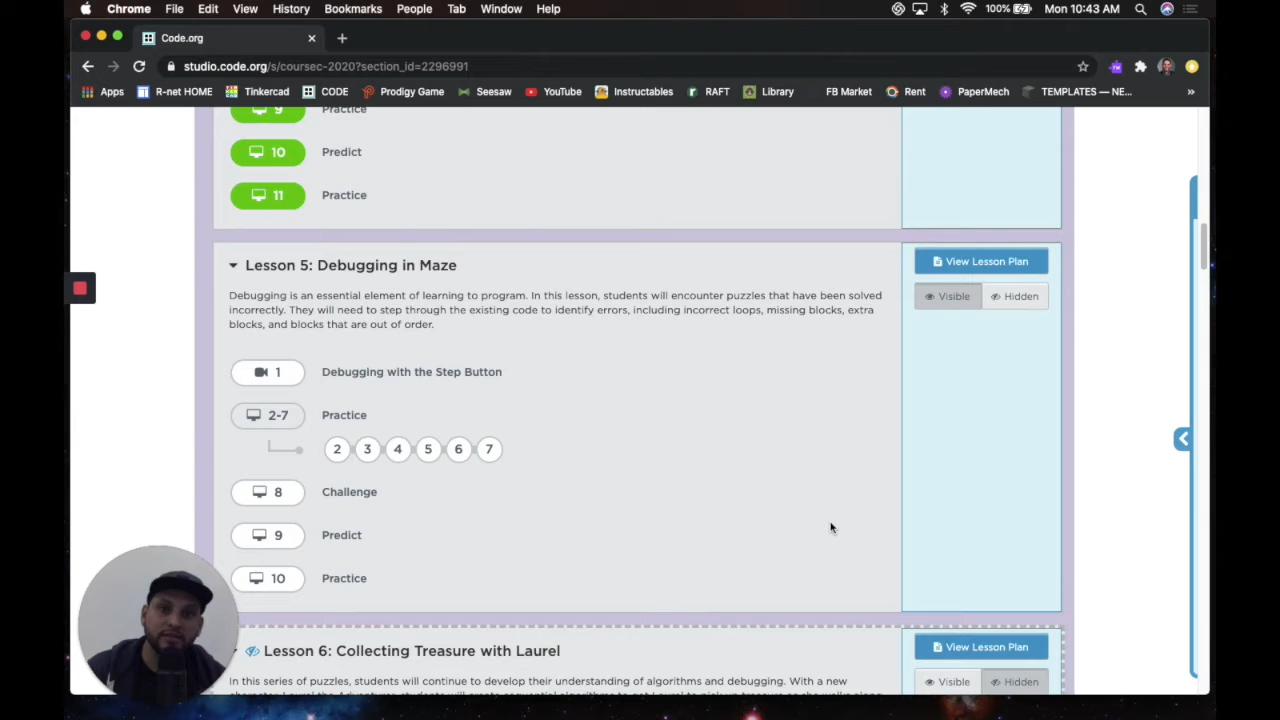 Chrome File Edit View History Bookmarks People Tab Window Help 100% Mon 10:43 AM
Code.org
studio.code.org/s/coursec-2020?section_id=2296991
Apps R-net HOME Tinkercad CODE Prodigy Game Seesaw YouTube Instructables RAFT Library FB Market Rent PaperMech TEMPLATES — NE... »
9 Practice
10 Predict
11 Practice
Lesson 5: Debugging in Maze
View Lesson Plan
Visible Hidden
Debugging is an essential element of learning to program. In this lesson, students will encounter puzzles that have been solved
incorrectly. They will need to step through the existing code to identify errors, including incorrect loops, missing blocks, extra
blocks, and blocks that are out of order.
1 Debugging with the Step Button
2-7 Practice
2 3 4 5 6 7
8 Challenge
9 Predict
10 Practice
Lesson 6: Collecting Treasure with Laurel
View Lesson Plan
Visible Hidden
In this series of puzzles, students will continue to develop their understanding of algorithms and debugging. With a new